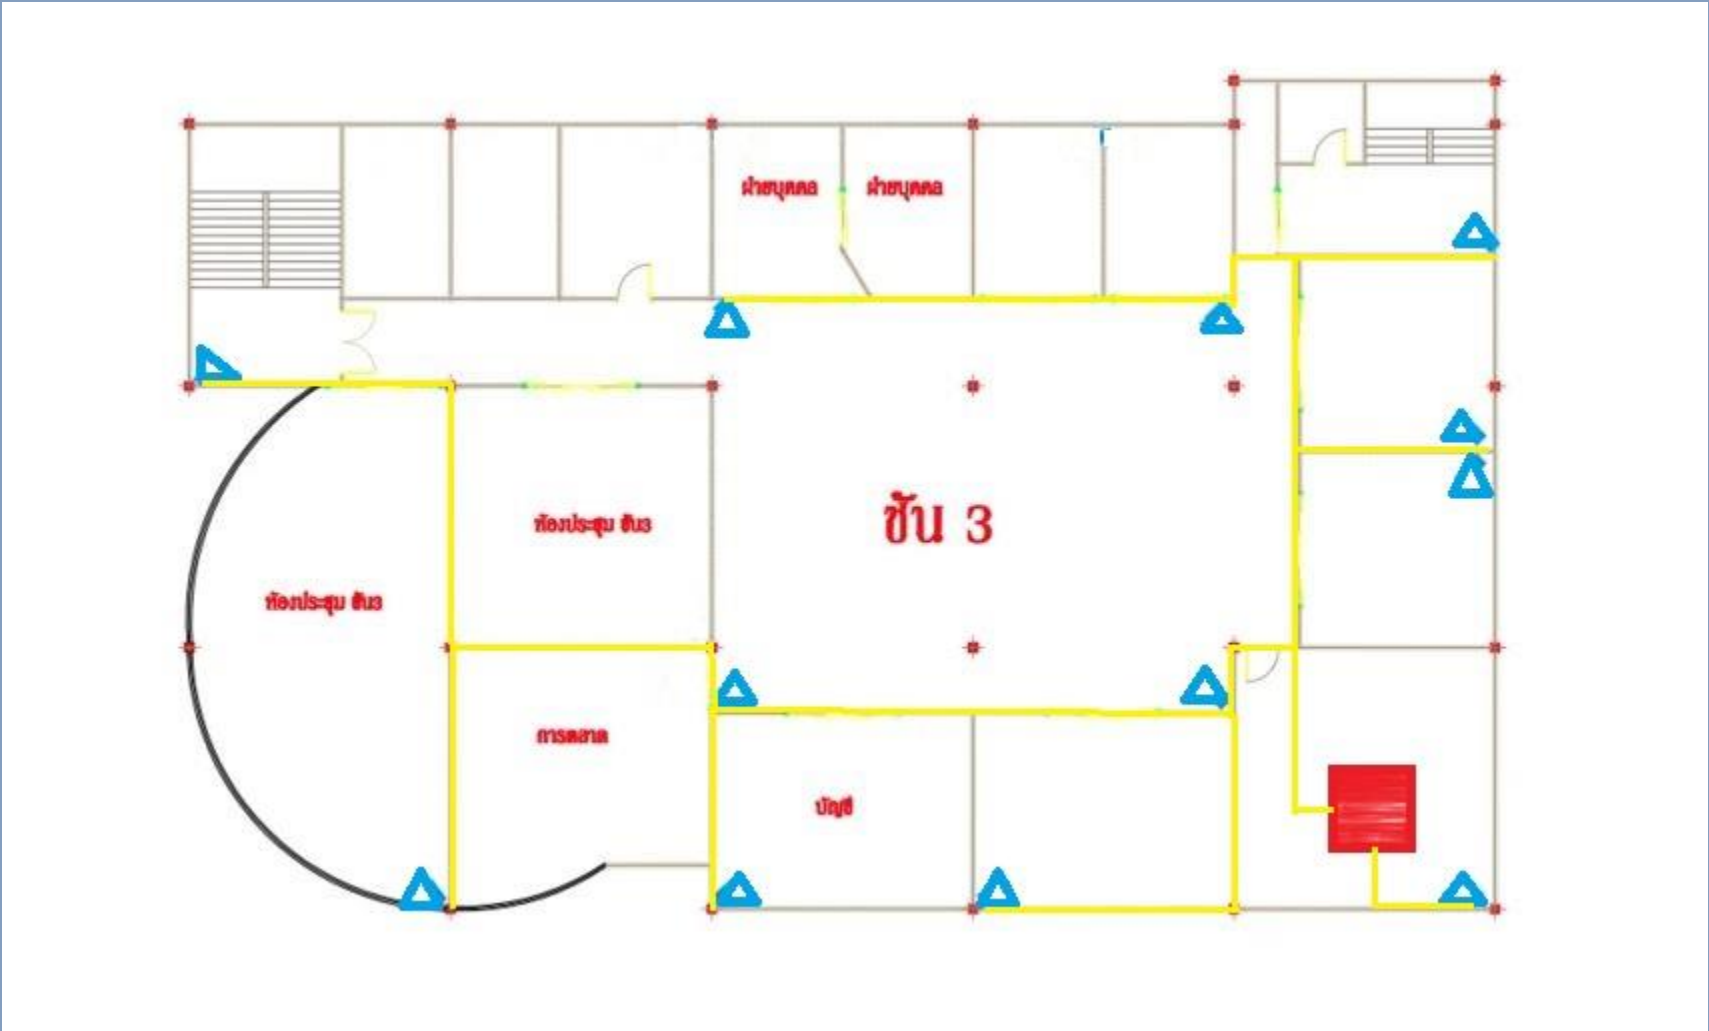 ฝ่ายบุคคล
ฝ่ายบุคคล
ห้องประชุม ชั้น3
ชั้น 3
ห้องประชุม ชั้น3
การตลาด
บัญชี